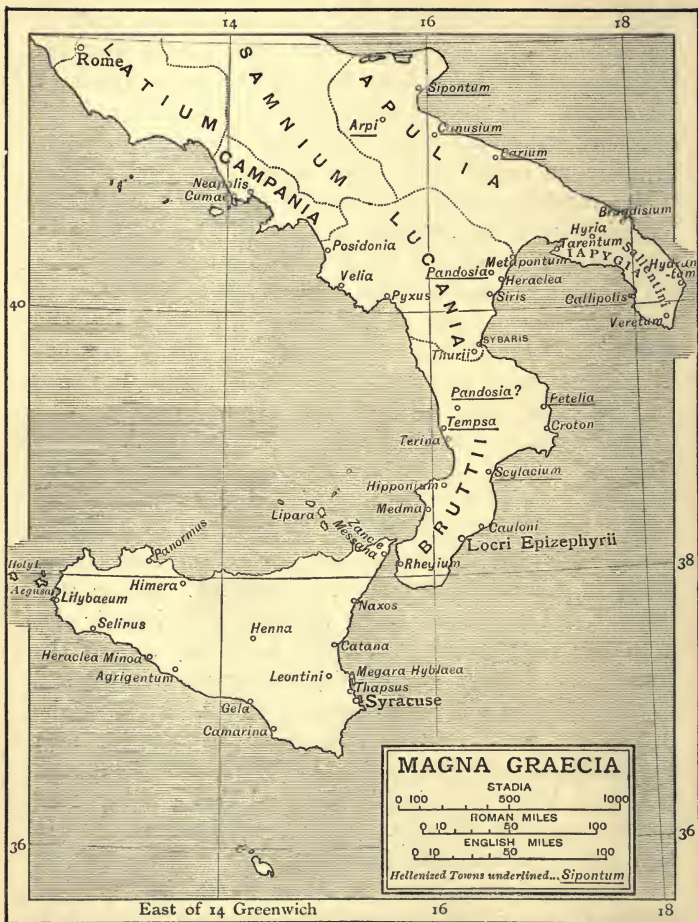 14
16
18
Rome
LATIUM
SAMNIUM
APULIA
Sipontum
Arpi
Canusium
Barium
CAMPANIA
Neapolis
Cumae
LUCANIA
Brundisium
Hyria
Tarentum
IAPYGIA
Sallentini
Hydruntum
Posidonia
Metapontum
Pandosia
Heraclea
Velia
Siris
Callipolis
Pyxus
Veretum
40
SYBARIS
Thurii
Pandosia?
Petelia
Tempsa
Croton
Terina
BRUTTII
Scylacium
Hipponium
Medma
Lipara
Zancle
Messana
Cauloni
Locri Epizephyrii
Panormus
38
Rheyium
Holy I.
Aegusa
Himera
Lilybaeum
Naxos
Selinus
Henna
Catana
Heraclea Minoa
Leontini
Megara Hyblaea
Agrigentum
Thapsus
Syracuse
Gela
Camarina
MAGNA GRAECIA
STADIA
0 100 500 1000
ROMAN MILES
0 10 50 100
ENGLISH MILES
0 10 50 100
Hellenized Towns underlined... Sipontum
36
36
40
East of 14 Greenwich
16
18